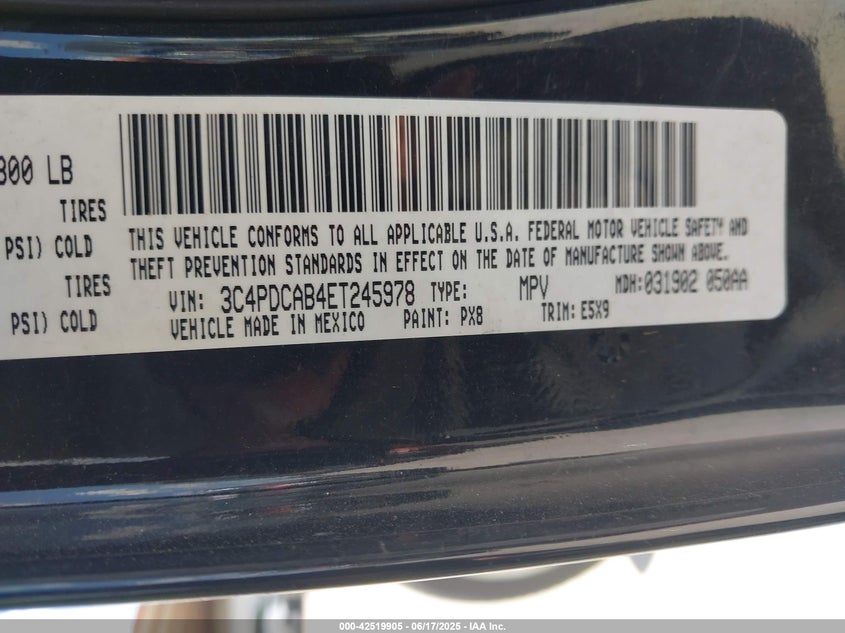 300 LB
TIRES
PSI) COLD
TIRES
PSI) COLD
THIS VEHICLE CONFORMS TO ALL APPLICABLE U.S.A. FEDERAL MOTOR VEHICLE SAFETY AND
THEFT PREVENTION STANDARDS IN EFFECT ON THE DATE OF MANUFACTURE SHOWN ABOVE.
VIN: 3C4PDCAB4ET245978 TYPE: MPV MDH:031902 050AA
VEHICLE MADE IN MEXICO PAINT: PX8 TRIM: E5X9
000-42519905 | 06/17/2025 | IAA Inc.